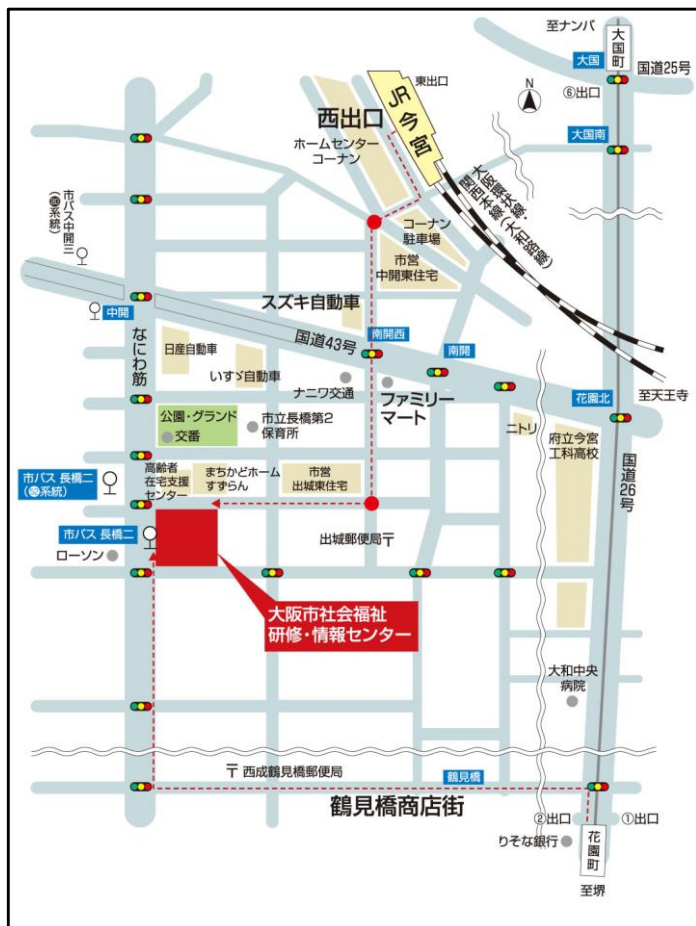 至ナンバ
大国町
大国
国道25号
⑥出口
大国南
N
東出口
JR今宮
西出口
ホームセンター
コーナン
大阪環状線・
関西本線(大和路線)
コーナン
駐車場
市営
中開東住宅
市バス中開三
スズキ自動車
中開
なにわ筋
国道43号
南開西
南開
日産自動車
いすゞ自動車
ナニワ交通
ファミリー
マート
至天王寺
花園北
ニトリ
府立今宮
工科高校
国道26号
公園・グランド
交番
市立長橋第2
保育所
高齢者
在宅支援
センター
まちかどホーム
すずらん
市営
出城東住宅
市バス 長橋二
市バス 長橋二
ローソン
出城郵便局〒
大阪市社会福祉
研修・情報センター
大和中央
病院
〒西成鶴見橋郵便局
鶴見橋
鶴見橋商店街
②出口
①出口
りそな銀行
花園町
至堺